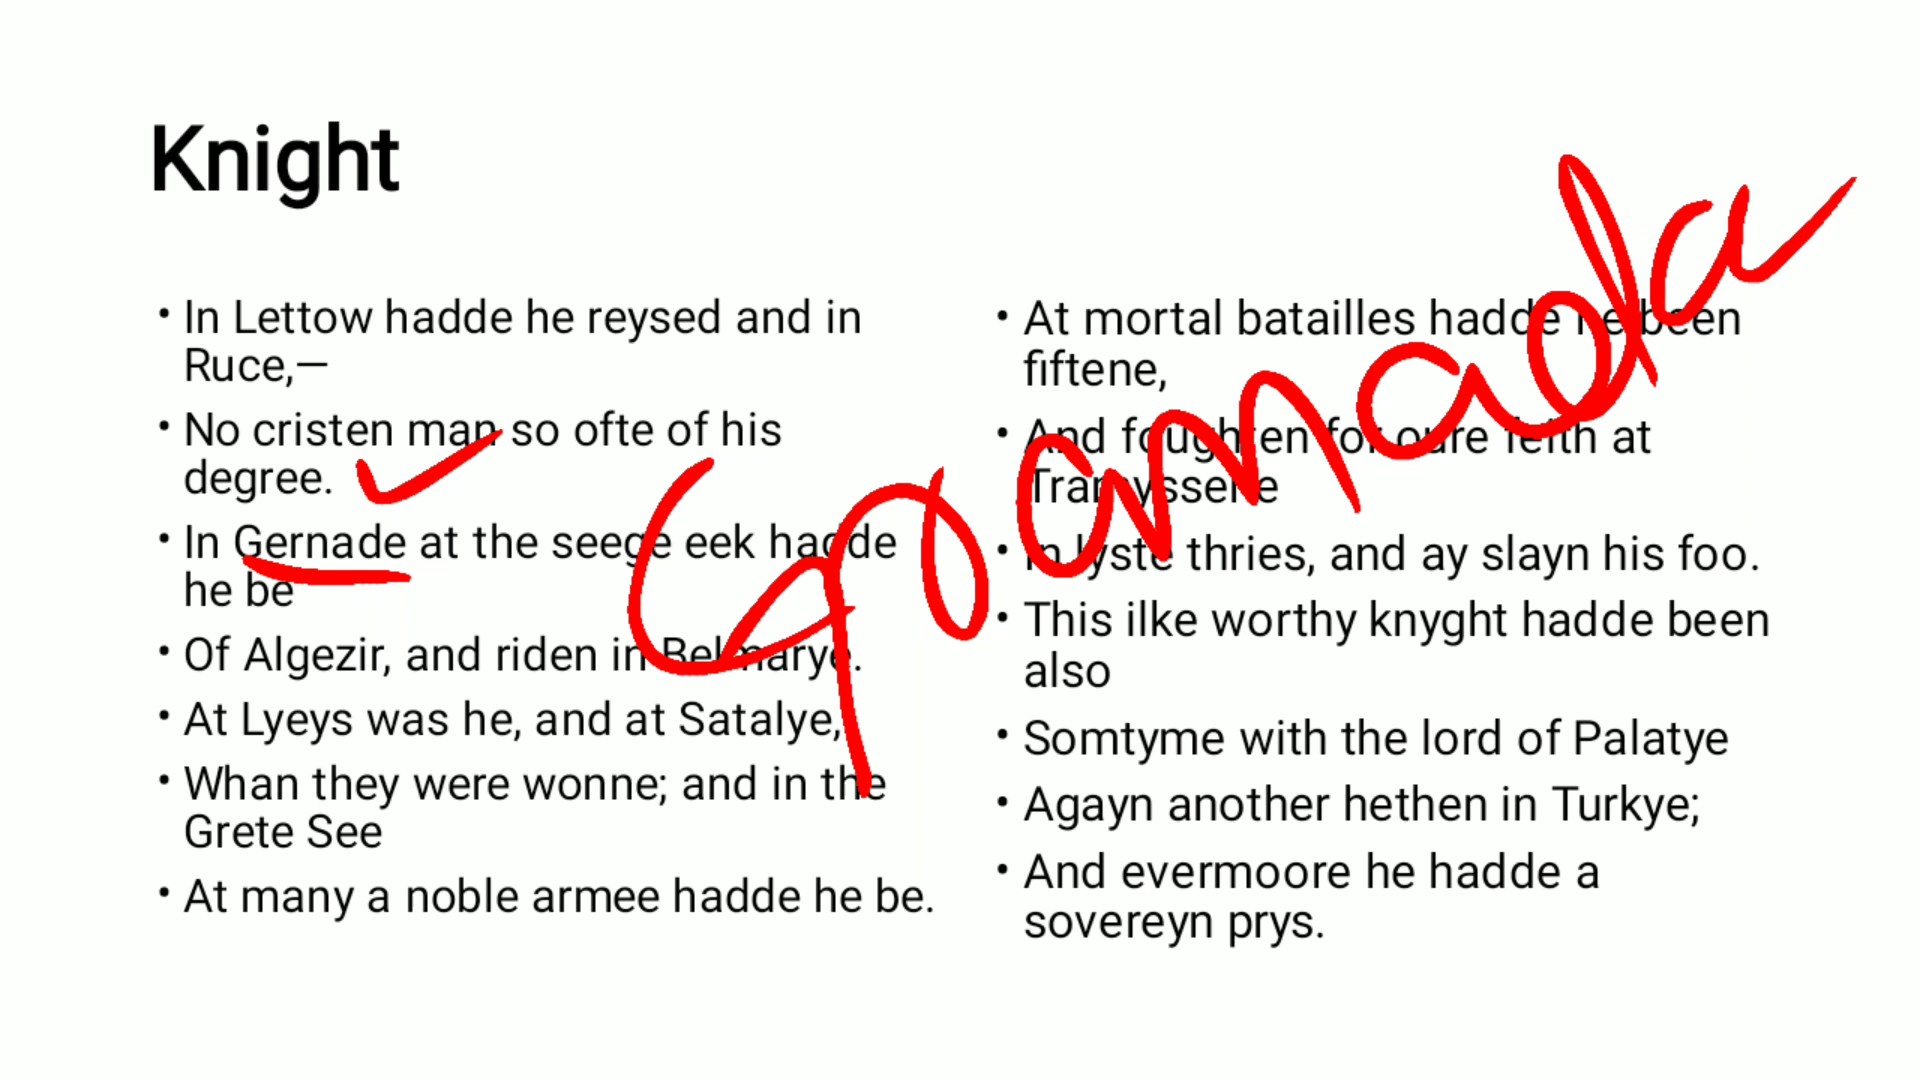 Knight
• In Lettow hadde he reysed and in
Ruce,—
• No cristen man so ofte of his
degree.
• In Gernade at the seege eek hadde
he be
• Of Algezir, and riden in Belmarye.
• At Lyeys was he, and at Satalye,
• Whan they were wonne; and in the
Grete See
• At many a noble armee hadde he be.
• At mortal batailles hadde he been
fiftene,
• And foughten for oure feith at
Tramyssene
• In lyste thries, and ay slayn his foo.
• This ilke worthy knyght hadde been
also
• Somtyme with the lord of Palatye
• Agayn another hethen in Turkye;
• And evermoore he hadde a
sovereyn prys.
Granada